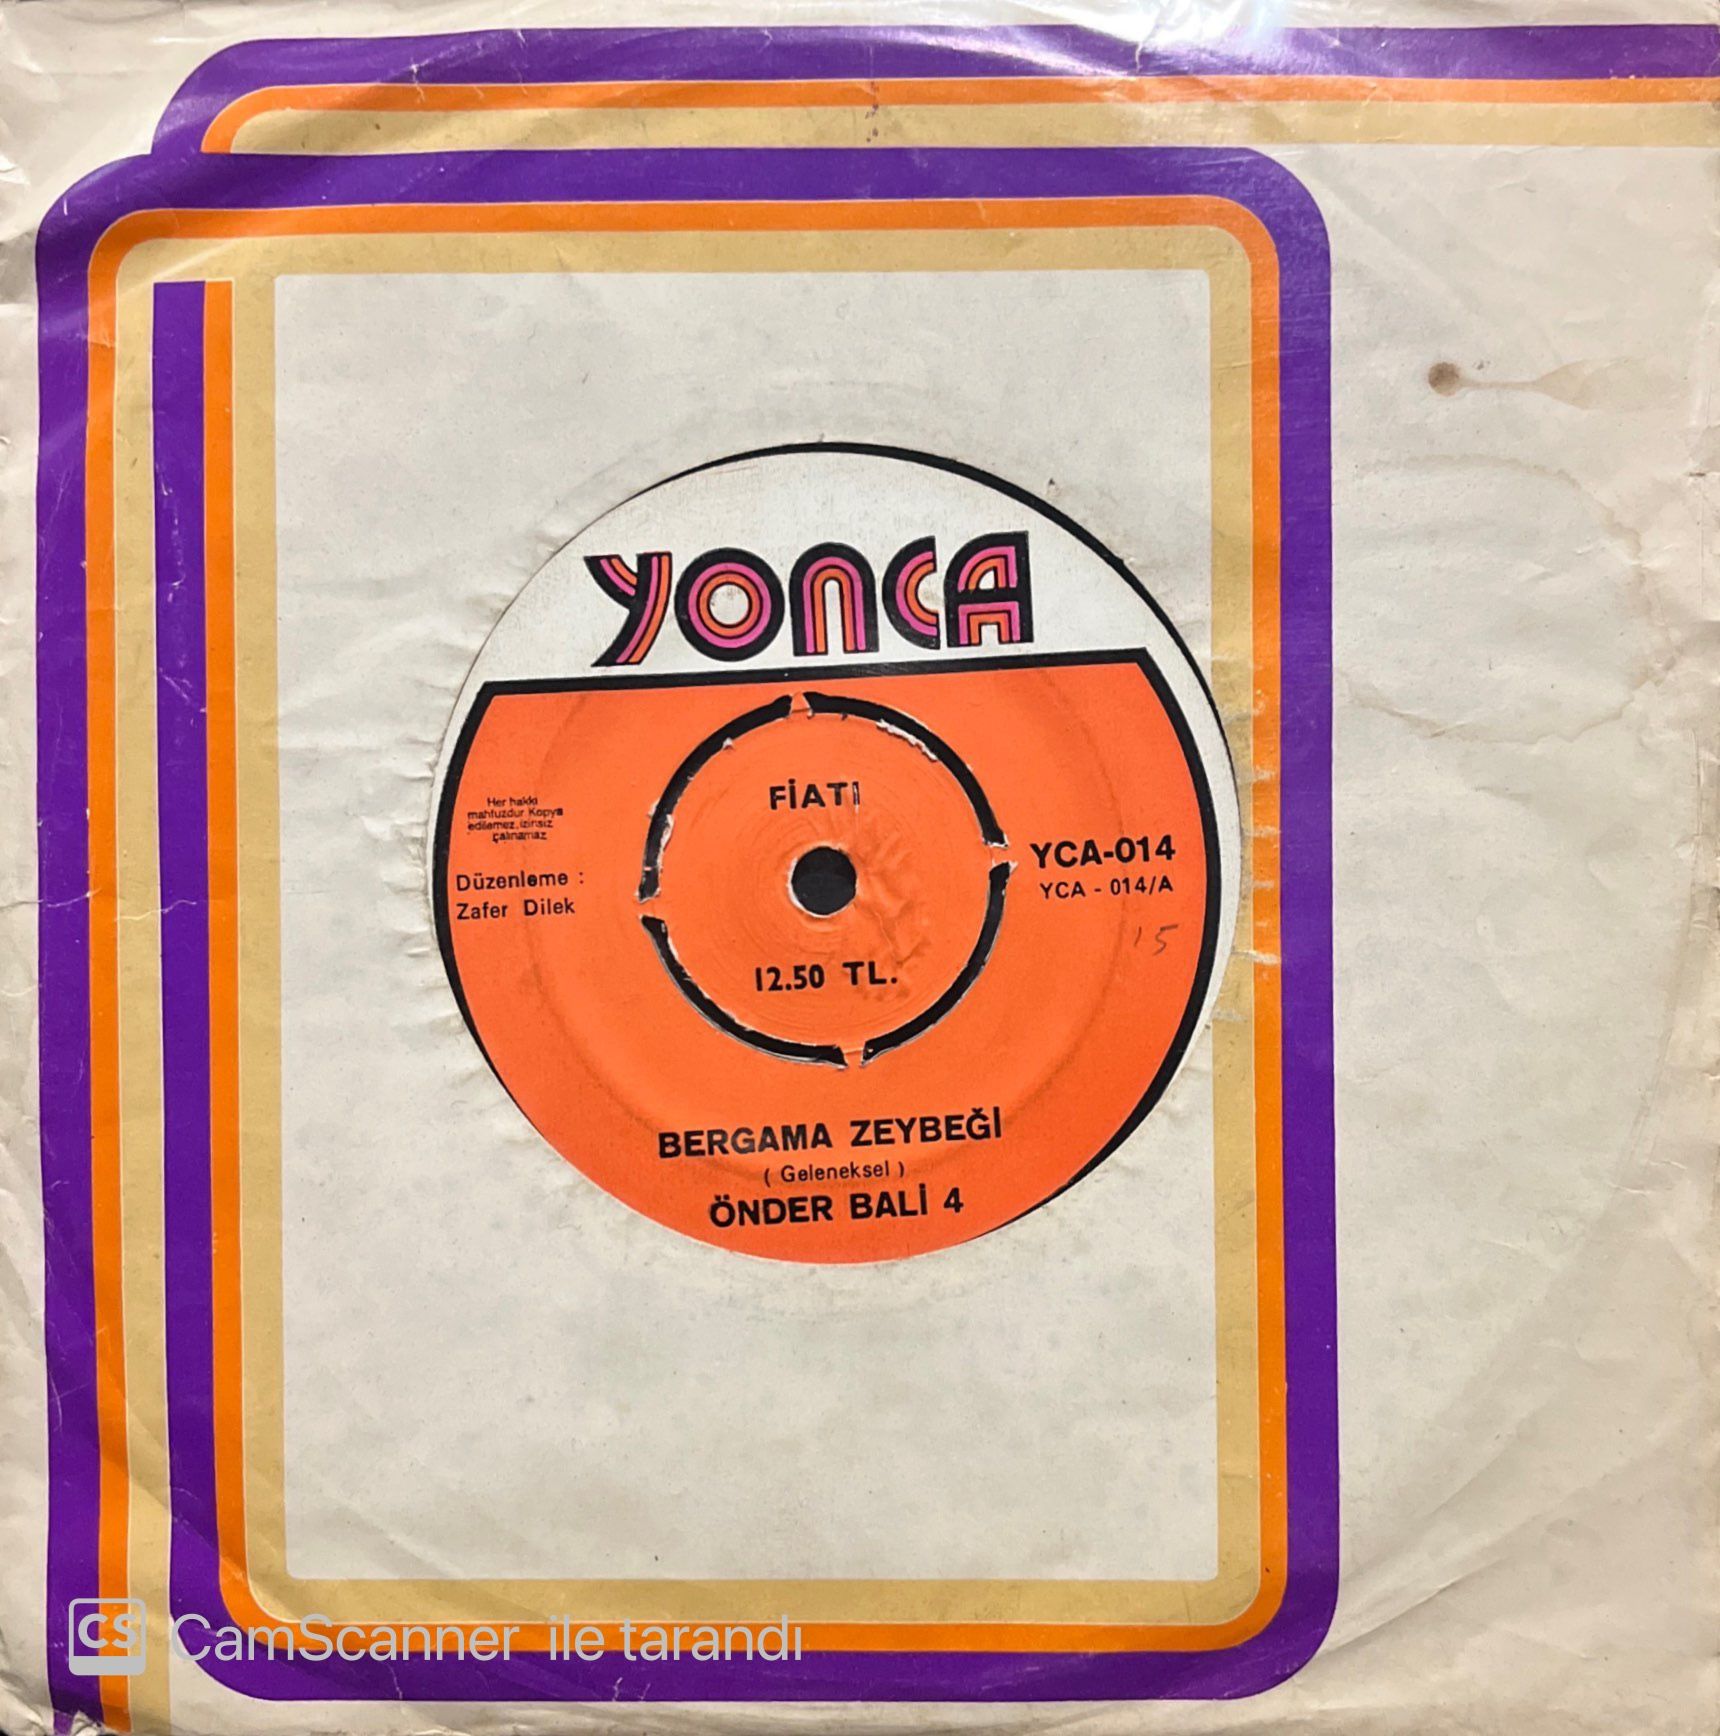 YONCA
FİATI
Her hakkı
mahfuzdur Kopya
edilemez, izinsiz
çalınamaz
Düzenleme :
Zafer Dilek
YCA-014
YCA - 014/A
15
12.50 TL.
BERGAMA ZEYBEĞİ
( Geleneksel )
ÖNDER BALİ 4
CS CamScanner ile tarandı